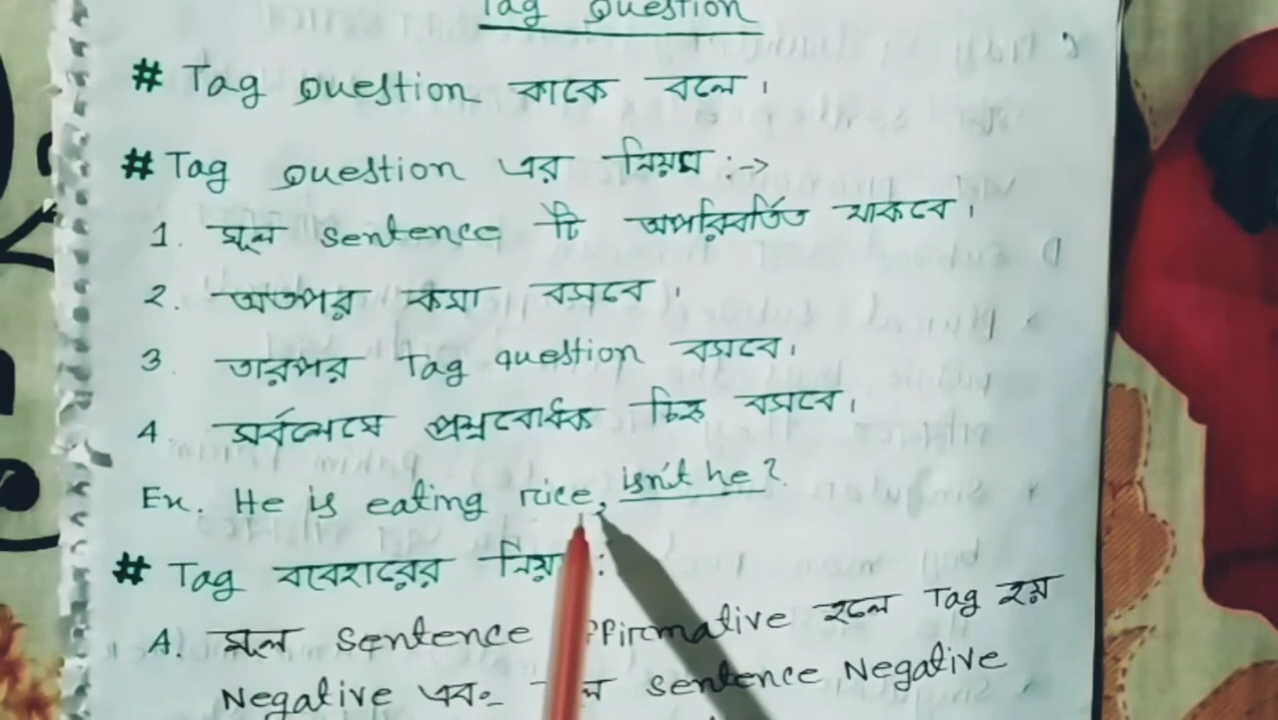 Tag Question
# Tag Question কাকে বলে।
# Tag Question এর নিয়ম :->
1. মূল sentence টি অপরিবর্তিত থাকবে।
2. অতপর কমা বসবে।
3. তারপর Tag question বসবে।
4 সর্বশেষে প্রশ্নবোধক চিহ্ন বসবে।
Ex. He is eating rice, isn't he?
# Tag ব্যবহারের :
A. মূল sentence হলে Tag হয়
Negative এবং sentence Negative